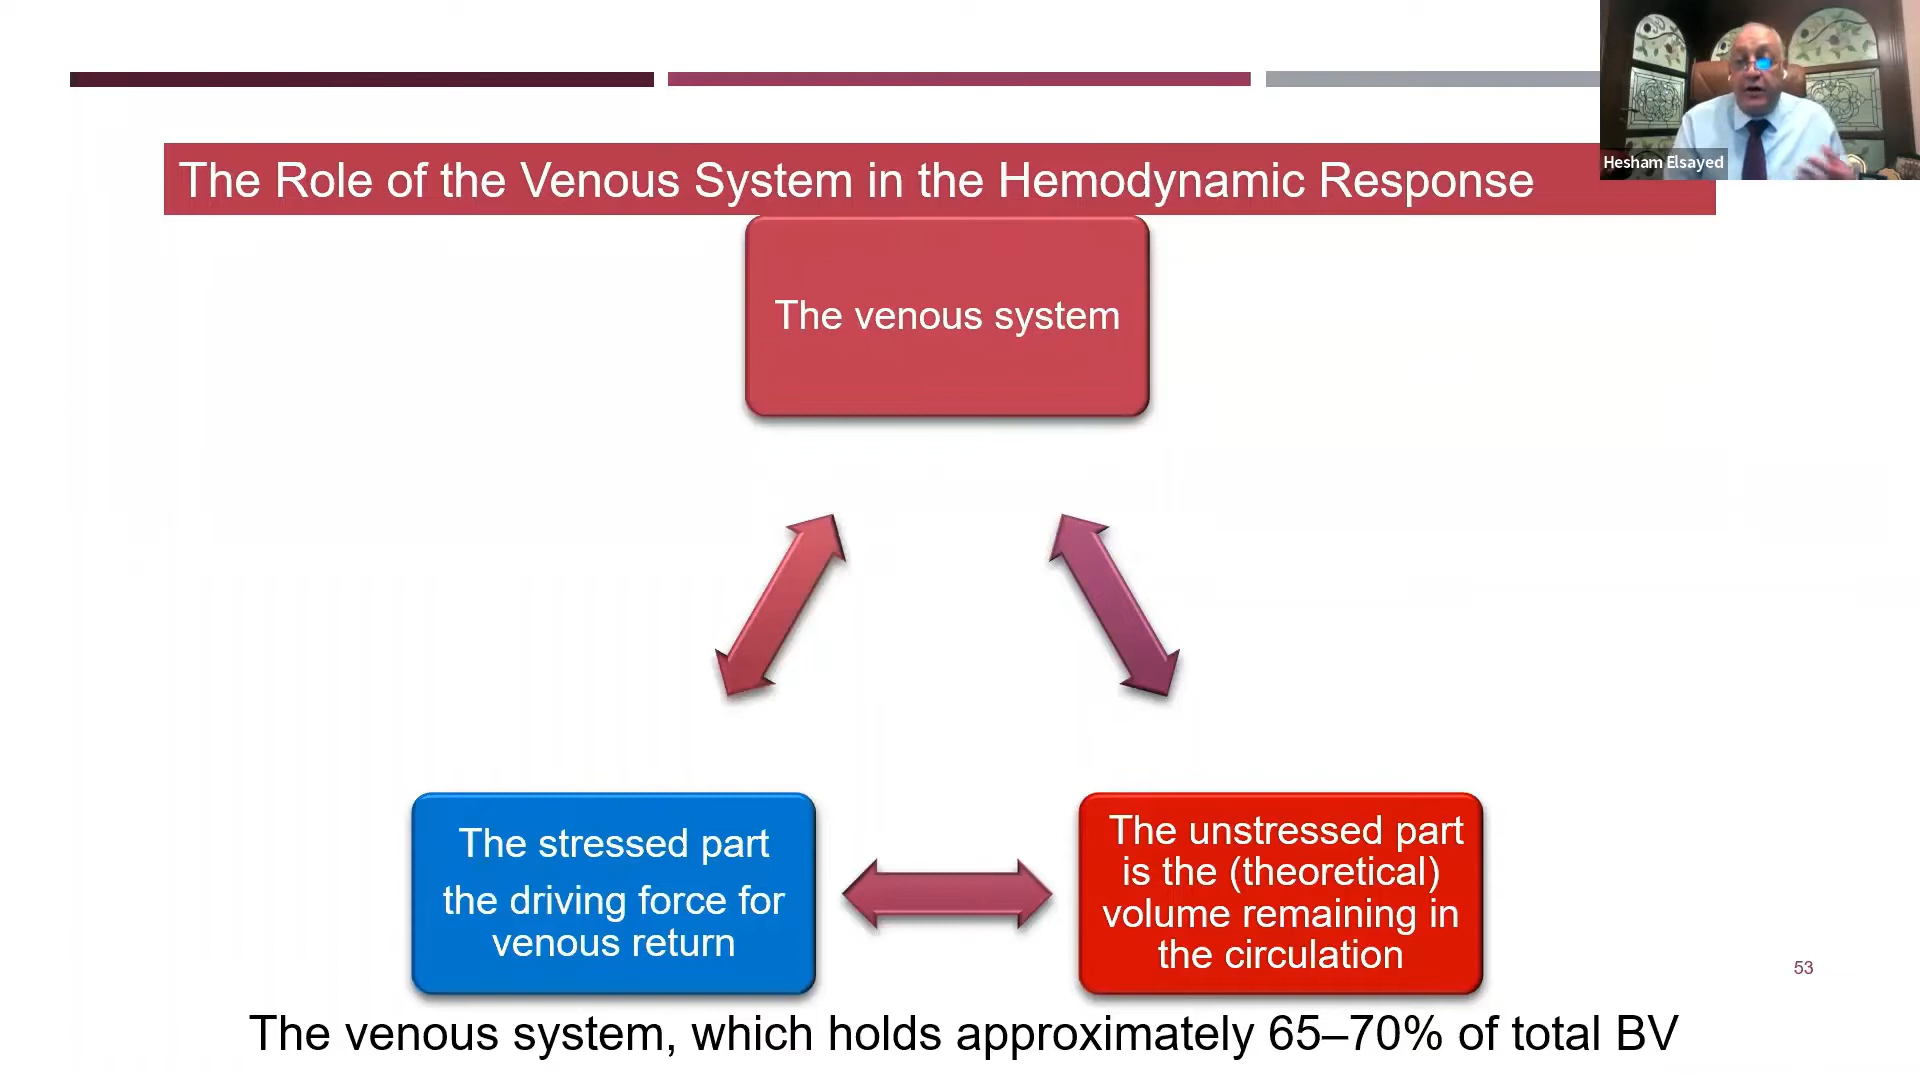 Hesham Elsayed
The Role of the Venous System in the Hemodynamic Response
The venous system
The stressed part
the driving force for
venous return
The unstressed part
is the (theoretical)
volume remaining in
the circulation
53
The venous system, which holds approximately 65–70% of total BV